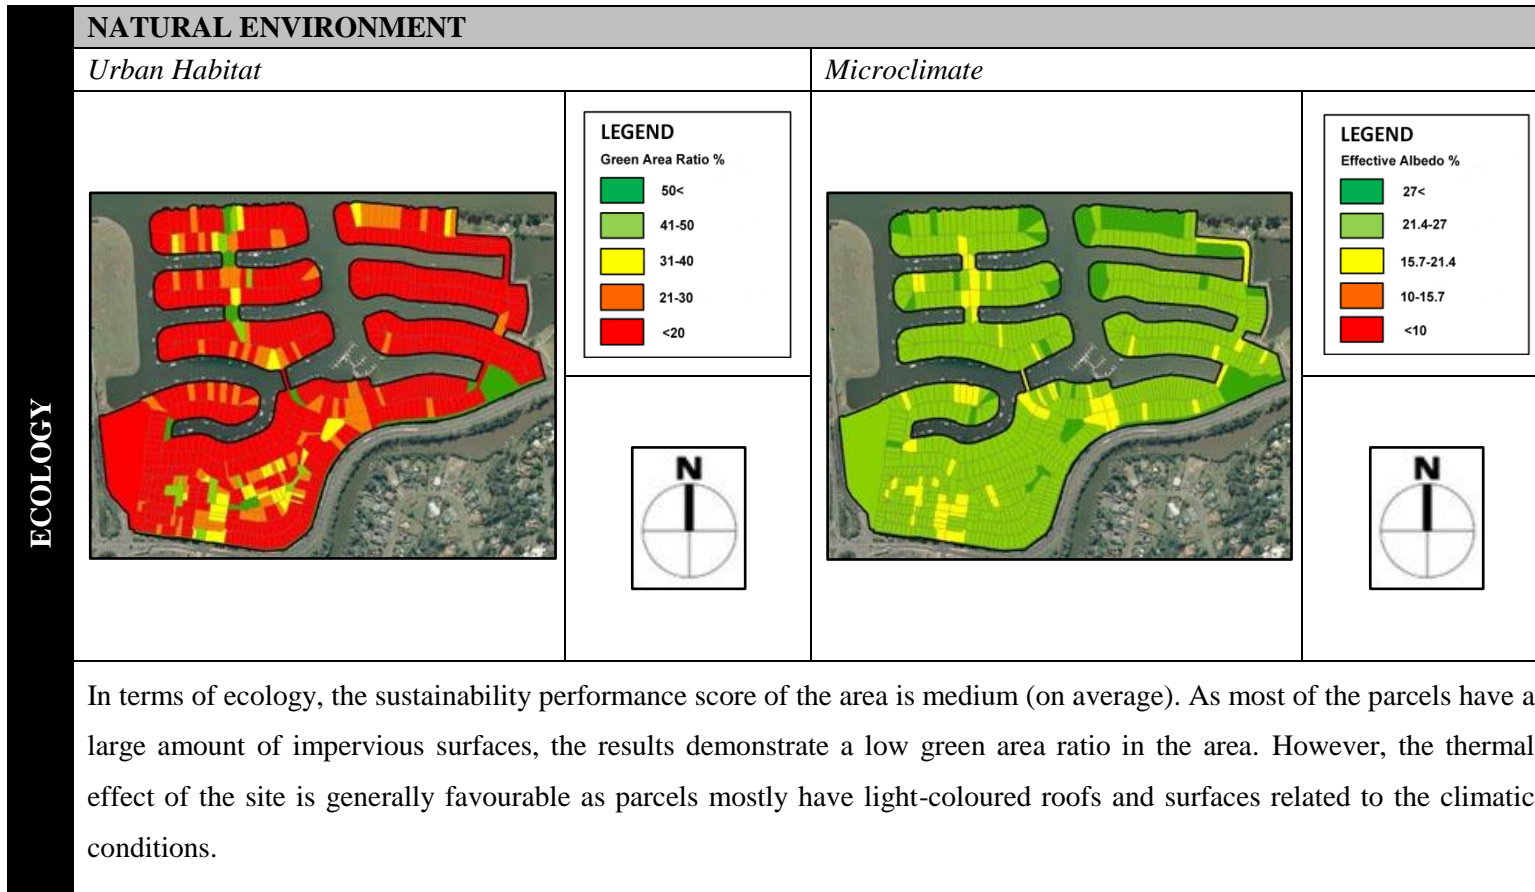 ECOLOGY
NATURAL ENVIRONMENT
Urban Habitat
Microclimate
LEGEND
Green Area Ratio %
50<
41-50
31-40
21-30
<20
N
LEGEND
Effective Albedo %
27<
21.4-27
15.7-21.4
10-15.7
<10
N
In terms of ecology, the sustainability performance score of the area is medium (on average). As most of the parcels have a
large amount of impervious surfaces, the results demonstrate a low green area ratio in the area. However, the thermal
effect of the site is generally favourable as parcels mostly have light-coloured roofs and surfaces related to the climatic
conditions.